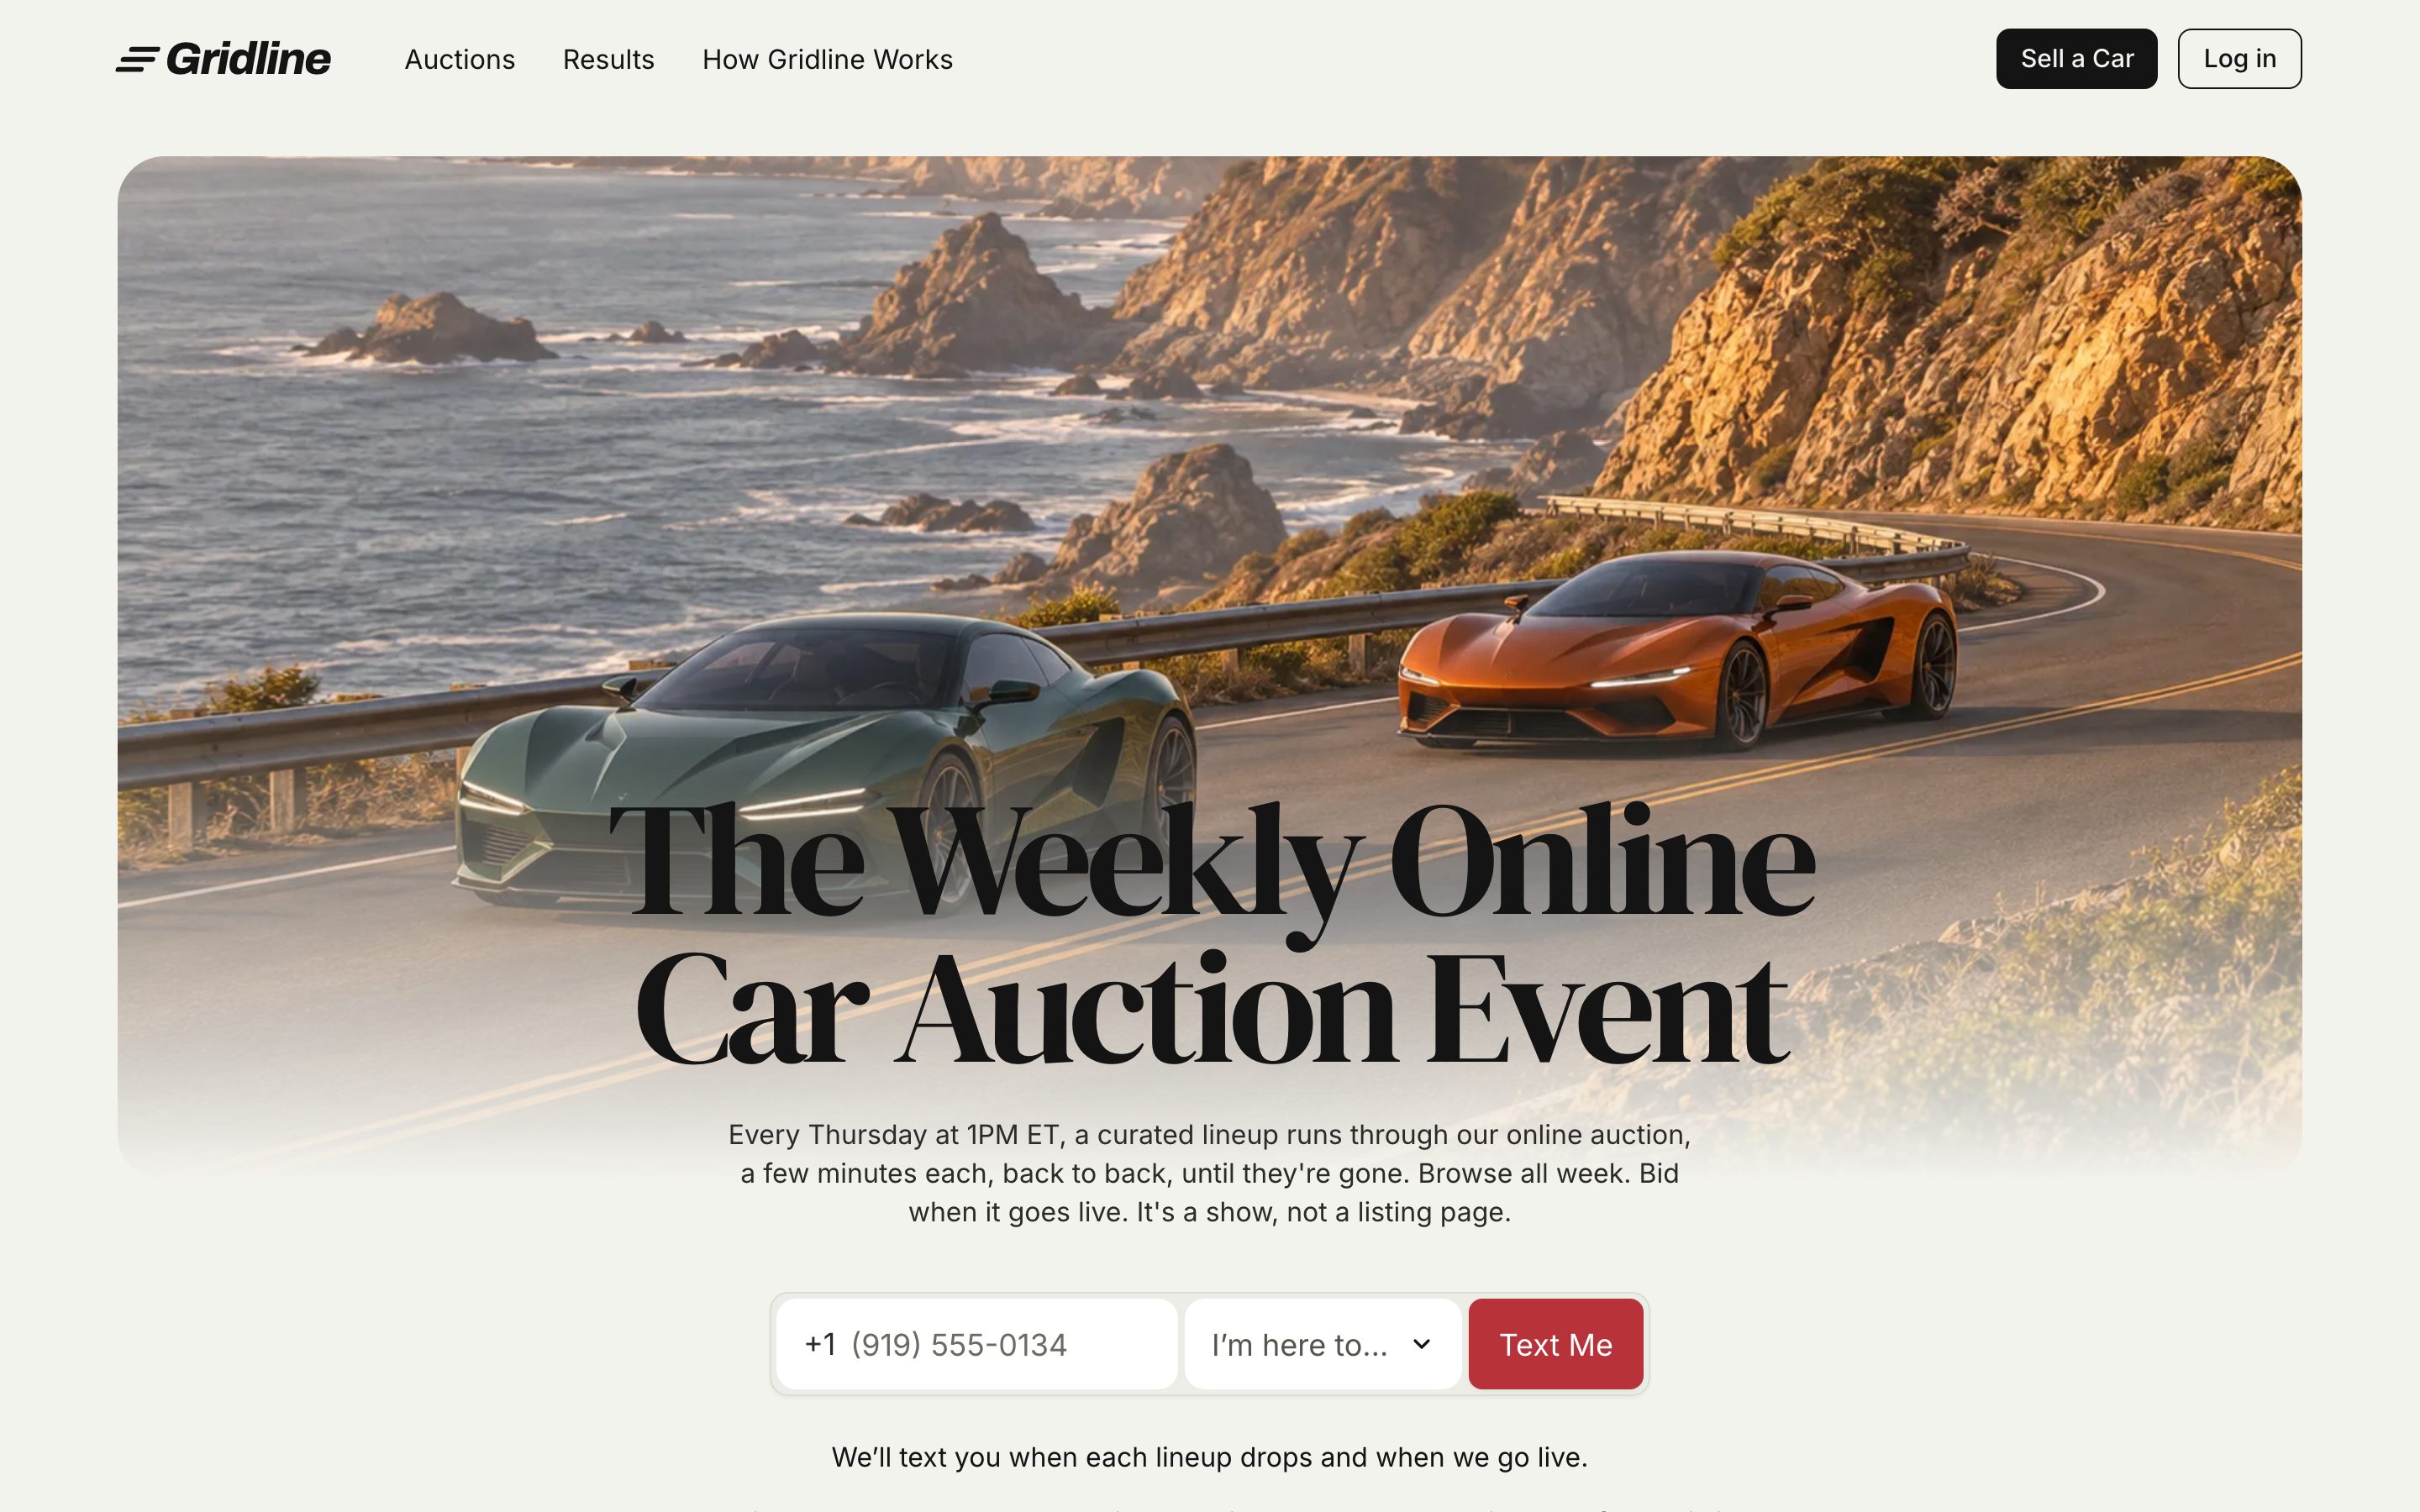 Gridline
Auctions
Results
How Gridline Works
Sell a Car
Log in
The Weekly Online
Car Auction Event
Every Thursday at 1PM ET, a curated lineup runs through our online auction,
a few minutes each, back to back, until they're gone. Browse all week. Bid
when it goes live. It's a show, not a listing page.
+1 (919) 555-0134
I’m here to...
Text Me
We’ll text you when each lineup drops and when we go live.